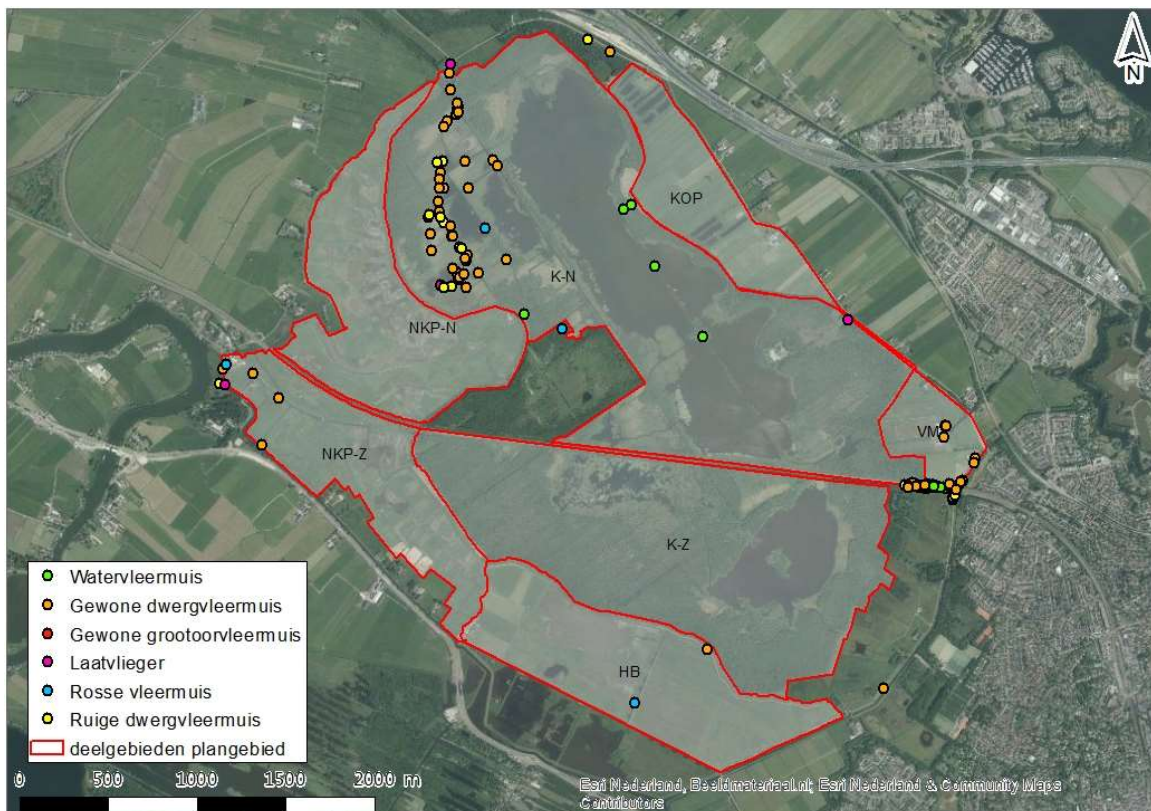 N
KOP
K-N
NKP-N
VM
NKP-Z
K-Z
HB
Watervleermuis
Gewone dwergvleermuis
Gewone grootoorvleermuis
Laatvlieger
Rosse vleermuis
Ruige dwergvleermuis
deelgebieden plangebied
0 500 1000 1500 2000 m
Esri Nederland, Beeldmateriaal.nl; Esri Nederland & Community Maps
Contributors